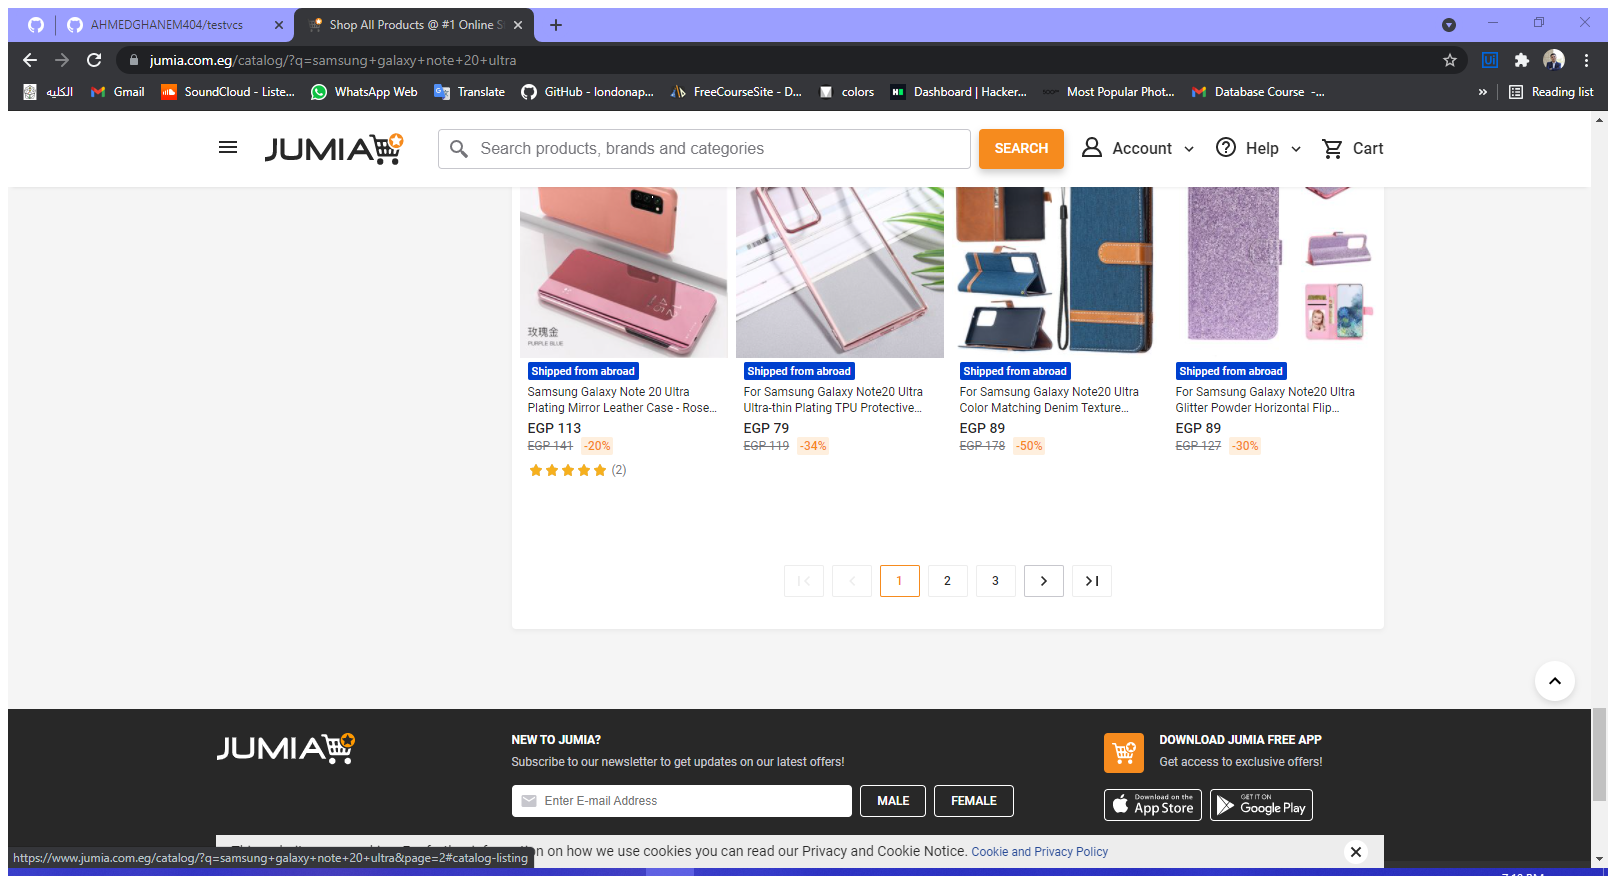 AHMEDGHANEM404/testvcs
Shop All Products @ #1 Online S
jumia.com.eg/catalog/?q=samsung+galaxy+note+20+ultra
الكليه
Gmail
SoundCloud - Liste...
WhatsApp Web
Translate
GitHub - londonap...
FreeCourseSite - D...
colors
Dashboard | Hacker...
Most Popular Phot...
Database Course -...
»
Reading list
JUMIA
Search products, brands and categories
SEARCH
Account
Help
Cart
玫瑰金
PURPLE BLUE
Shipped from abroad
Samsung Galaxy Note 20 Ultra
Plating Mirror Leather Case - Rose...
EGP 113
EGP 141 -20%
(2)
Shipped from abroad
For Samsung Galaxy Note20 Ultra
Ultra-thin Plating TPU Protective...
EGP 79
EGP 119 -34%
Shipped from abroad
For Samsung Galaxy Note20 Ultra
Color Matching Denim Texture...
EGP 89
EGP 178 -50%
Shipped from abroad
For Samsung Galaxy Note20 Ultra
Glitter Powder Horizontal Flip...
EGP 89
EGP 127 -30%
1 2 3
JUMIA
NEW TO JUMIA?
Subscribe to our newsletter to get updates on our latest offers!
Enter E-mail Address
MALE
FEMALE
DOWNLOAD JUMIA FREE APP
Get access to exclusive offers!
Download on the
App Store
GET IT ON
Google Play
on how we use cookies you can read our Privacy and Cookie Notice. Cookie and Privacy Policy
https://www.jumia.com.eg/catalog/?q=samsung+galaxy+note+20+ultra&page=2#catalog-listing